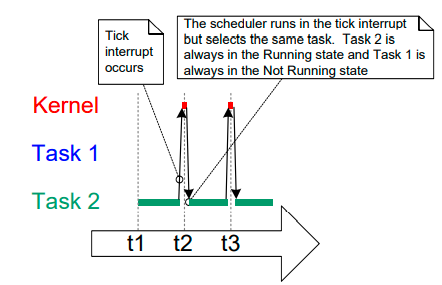 Tick
interrupt
occurs
The scheduler runs in the tick interrupt
but selects the same task.  Task 2 is
always in the Running state and Task 1 is
always in the Not Running state
Kernel
Task 1
Task 2
t1 t2 t3